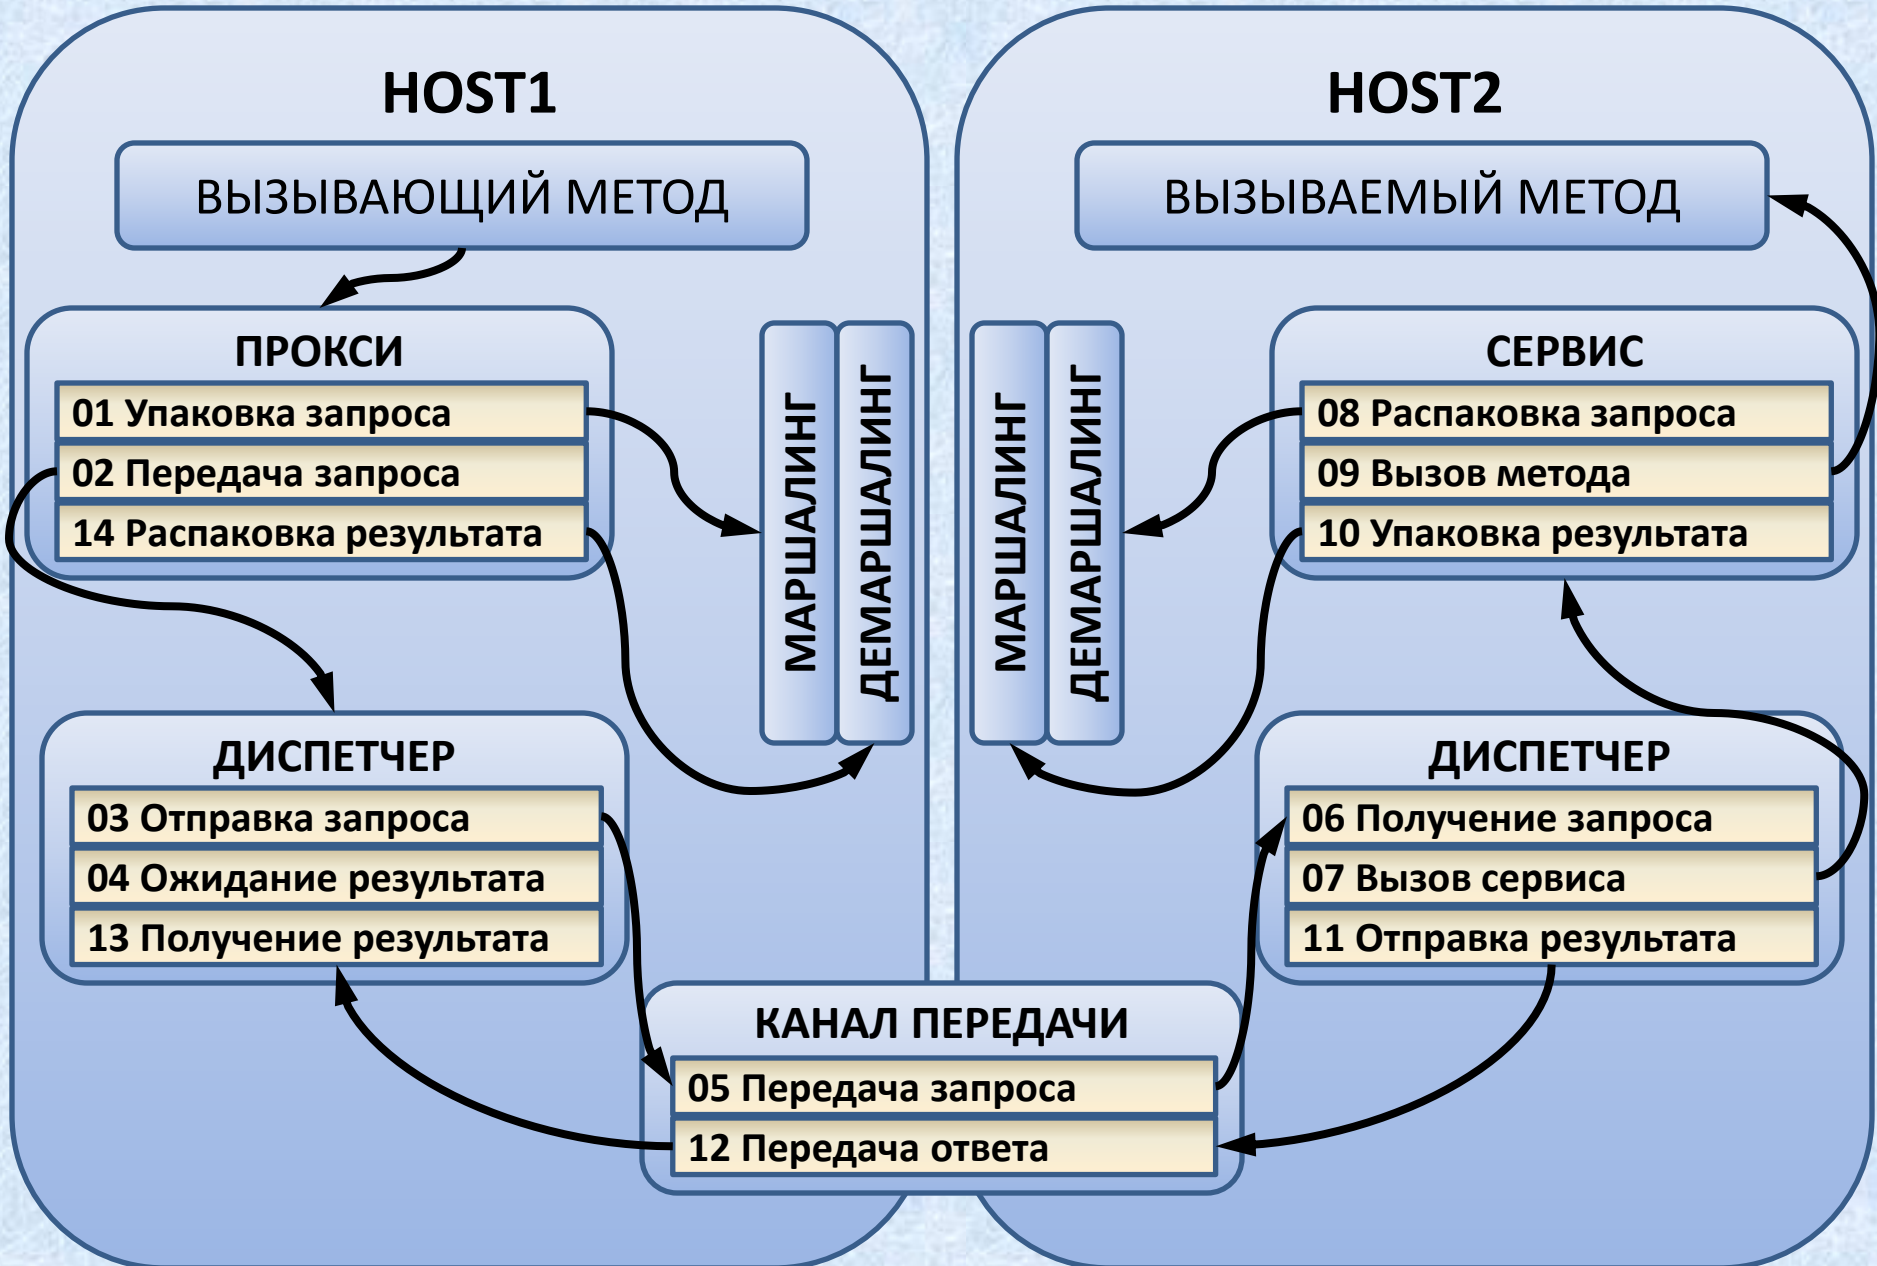 HOST1
ВЫЗЫВАЮЩИЙ МЕТОД
ПРОКСИ
01 Упаковка запроса
02 Передача запроса
14 Распаковка результата
МАРШАЛИНГ
ДЕМАРШАЛИНГ
ДИСПЕТЧЕР
03 Отправка запроса
04 Ожидание результата
13 Получение результата
КАНАЛ ПЕРЕДАЧИ
05 Передача запроса
12 Передача ответа
HOST2
ВЫЗЫВАЕМЫЙ МЕТОД
МАРШАЛИНГ
ДЕМАРШАЛИНГ
СЕРВИС
08 Распаковка запроса
09 Вызов метода
10 Упаковка результата
ДИСПЕТЧЕР
06 Получение запроса
07 Вызов сервиса
11 Отправка результата